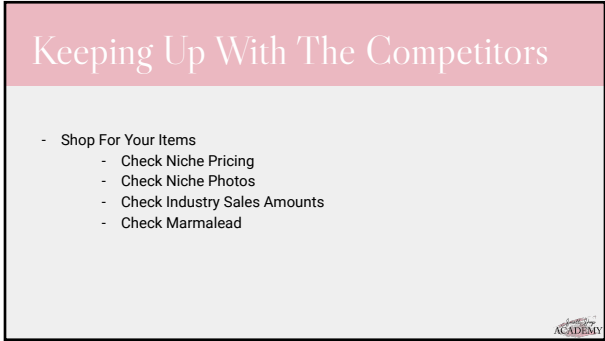 Keeping Up With The Competitors
- Shop For Your Items
- Check Niche Pricing
- Check Niche Photos
- Check Industry Sales Amounts
- Check Marmalead
ACADEMY